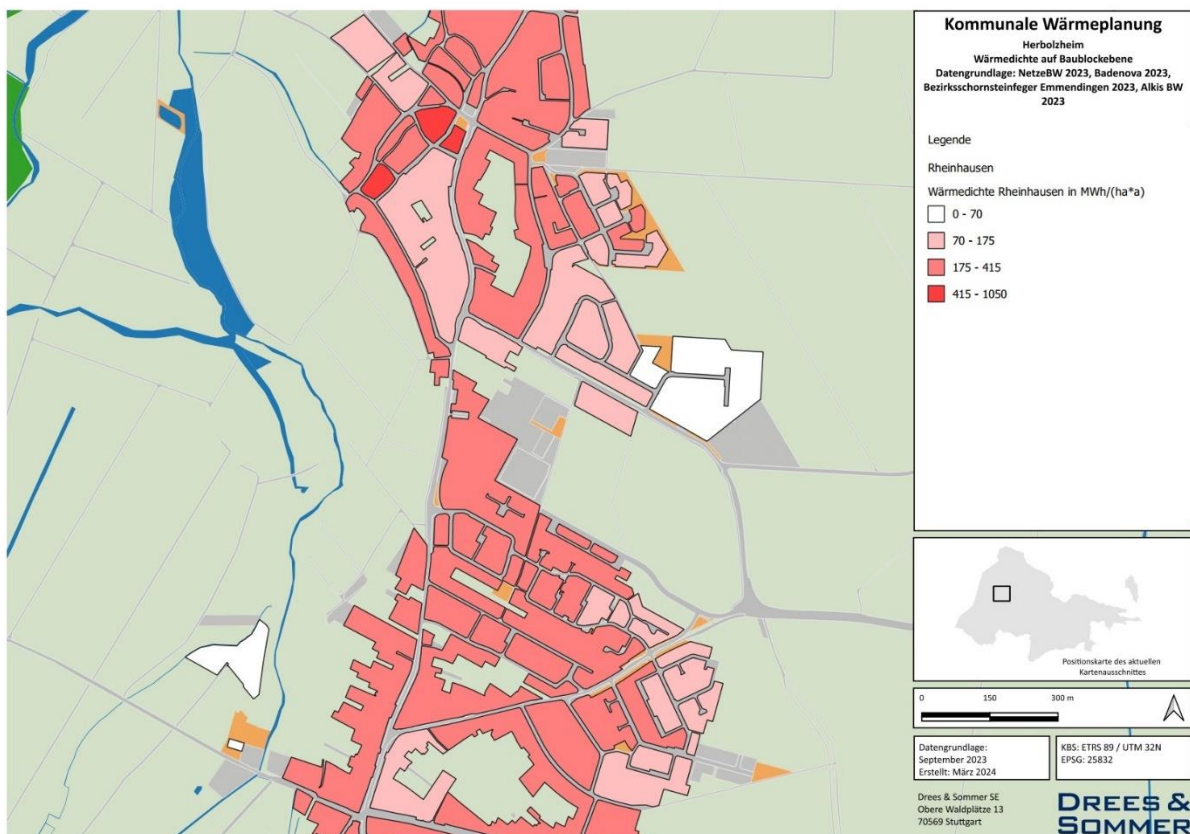 Kommunale Wärmeplanung
Herbolzheim
Wärmedichte auf Baublockebene
Datengrundlage: NetzeBW 2023, Badenova 2023,
Bezirksschornsteinfeger Emmendingen 2023, Alkis BW
2023
Legende
Rheinhausen
Wärmedichte Rheinhausen in MWh/(ha*a)
0 - 70
70 - 175
175 - 415
415 - 1050
Positionskarte des aktuellen
Kartenausschnittes
0 150 300 m
Datengrundlage:
September 2023
Erstellt: März 2024
KBS: ETRS 89 / UTM 32N
EPSG: 25832
Drees & Sommer SE
Obere Waldplätze 13
70569 Stuttgart
DREES &
SOMMER